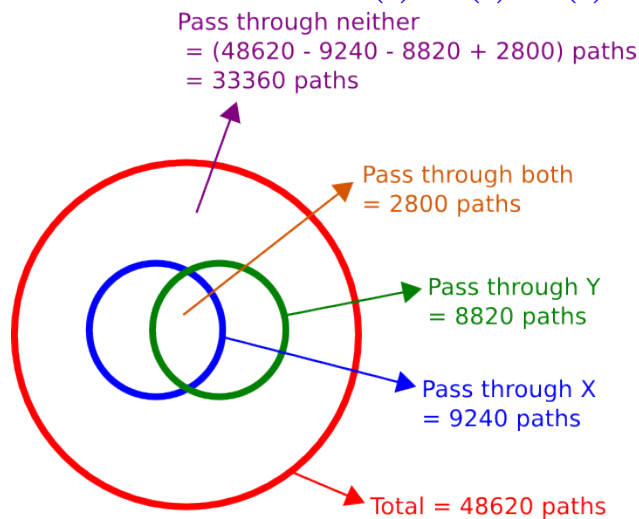 Pass through neither
= (48620 - 9240 - 8820 + 2800) paths
= 33360 paths
Pass through both
= 2800 paths
Pass through Y
= 8820 paths
Pass through X
= 9240 paths
Total = 48620 paths